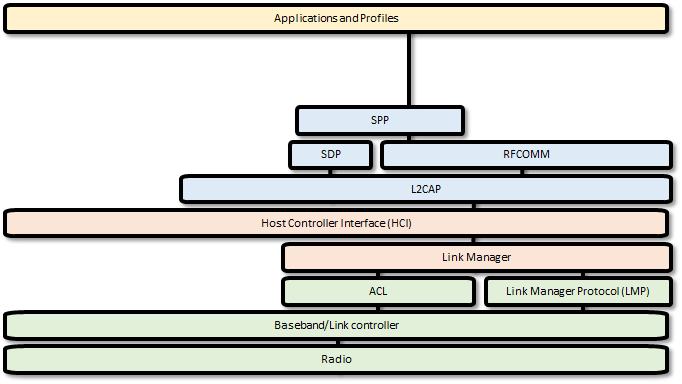 Applications and Profiles
SPP
SDP
RFCOMM
L2CAP
Host Controller Interface (HCI)
Link Manager
ACL
Link Manager Protocol (LMP)
Baseband/Link controller
Radio